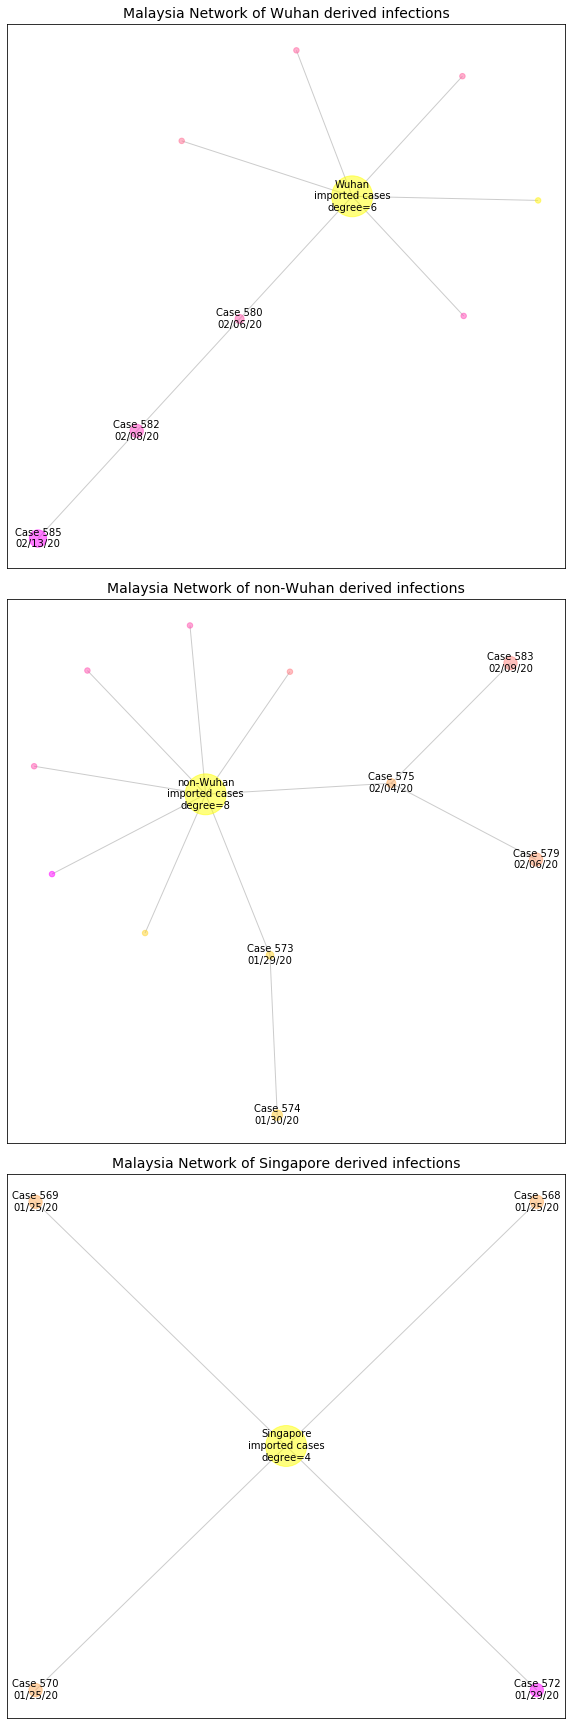 Malaysia Network of Wuhan derived infections
Wuhan
imported cases
degree=6
Case 580
02/06/20
Case 582
02/08/20
Case 585
02/13/20
Malaysia Network of non-Wuhan derived infections
Case 583
02/09/20
Case 575
02/04/20
non-Wuhan
imported cases
degree=8
Case 579
02/06/20
Case 573
01/29/20
Case 574
01/30/20
Malaysia Network of Singapore derived infections
Case 569
01/25/20
Case 568
01/25/20
Singapore
imported cases
degree=4
Case 570
01/25/20
Case 572
01/29/20